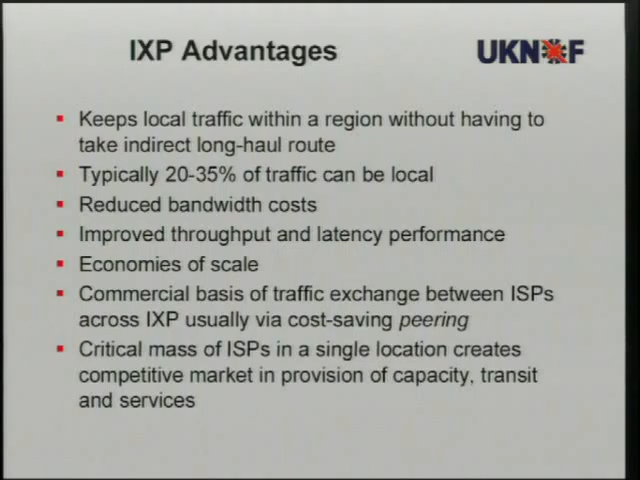 IXP Advantages
UKNOF
Keeps local traffic within a region without having to
take indirect long-haul route
Typically 20-35% of traffic can be local
Reduced bandwidth costs
Improved throughput and latency performance
Economies of scale
Commercial basis of traffic exchange between ISPs
across IXP usually via cost-saving peering
Critical mass of ISPs in a single location creates
competitive market in provision of capacity, transit
and services